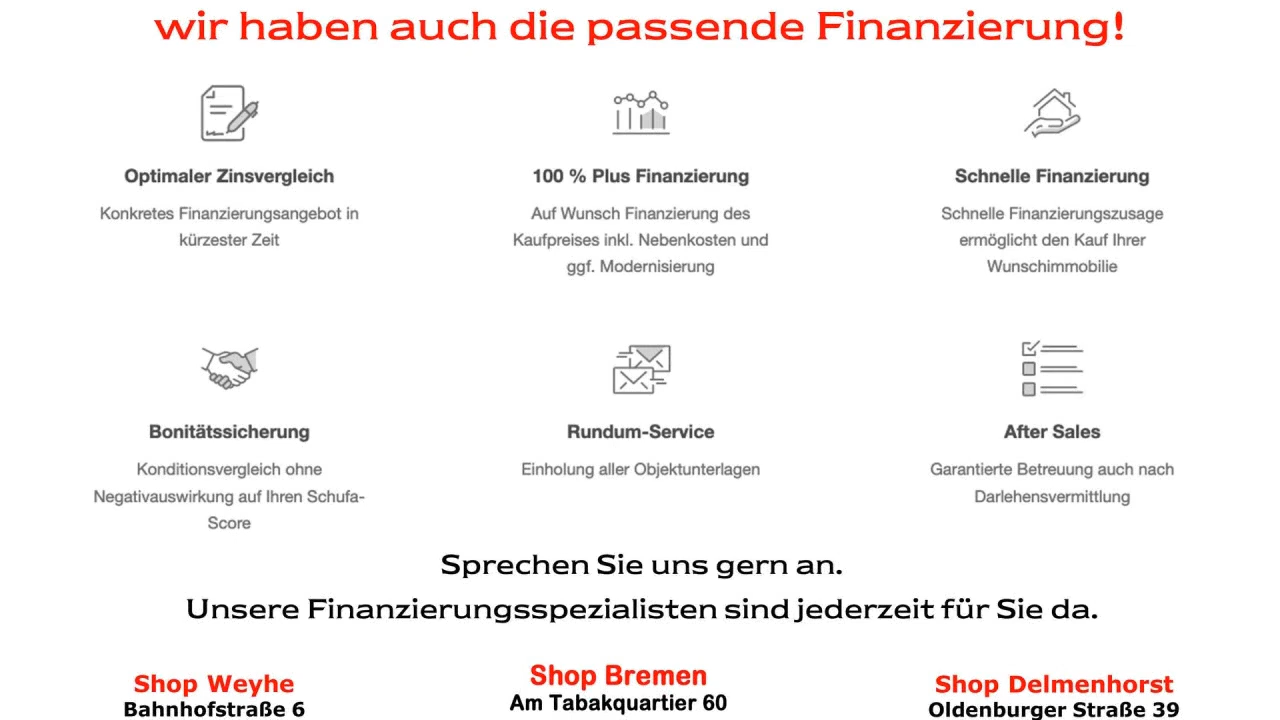 wir haben auch die passende Finanzierung!
Optimaler Zinsvergleich
Konkretes Finanzierungsangebot in
kürzester Zeit
100 % Plus Finanzierung
Auf Wunsch Finanzierung des
Kaufpreises inkl. Nebenkosten und
ggf. Modernisierung
Schnelle Finanzierung
Schnelle Finanzierungszusage
ermöglicht den Kauf Ihrer
Wunschimmobilie
Bonitätssicherung
Konditionsvergleich ohne
Negativauswirkung auf Ihren Schufa-
Score
Rundum-Service
Einholung aller Objektunterlagen
After Sales
Garantierte Betreuung auch nach
Darlehensvermittlung
Sprechen Sie uns gern an.
Unsere Finanzierungsspezialisten sind jederzeit für Sie da.
Shop Weyhe
Bahnhofstraße 6
Shop Bremen
Am Tabakquartier 60
Shop Delmenhorst
Oldenburger Straße 39